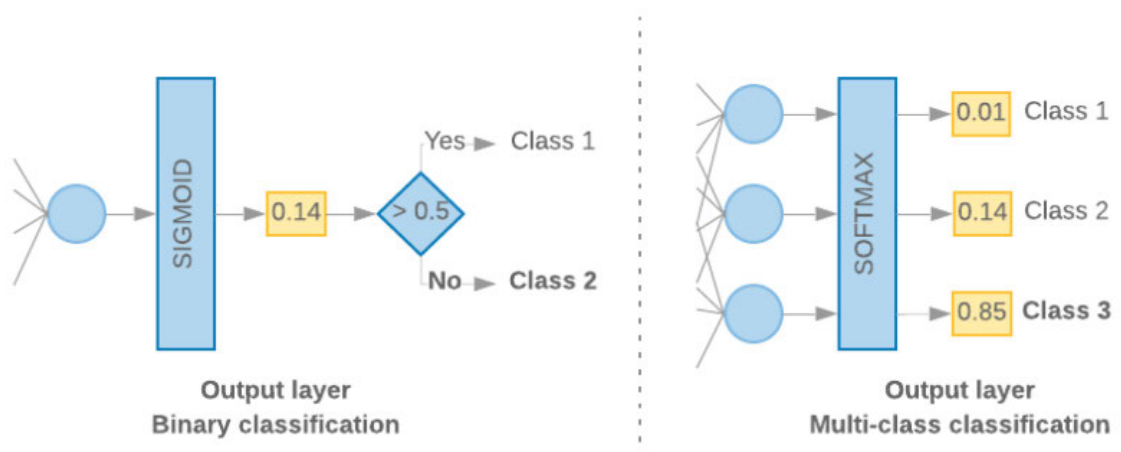 SIGMOID
0.14
> 0.5
Yes
Class 1
No
Class 2
Output layer
Binary classification
SOFTMAX
0.01
Class 1
0.14
Class 2
0.85
Class 3
Output layer
Multi-class classification